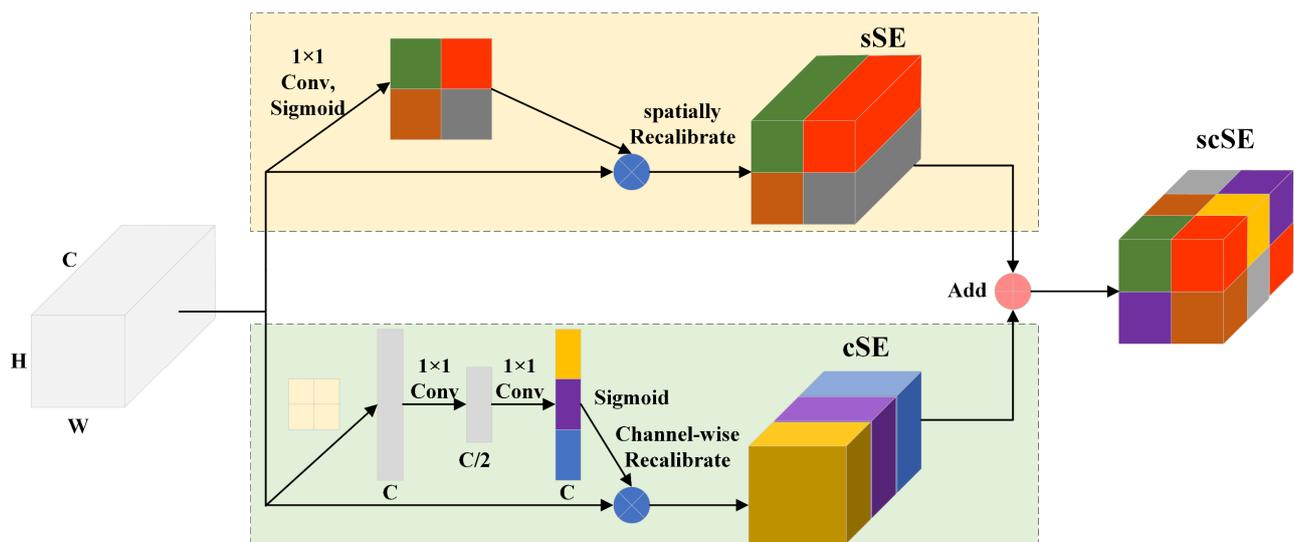 1×1
Conv,
Sigmoid
sSE
spatially
Recalibrate
scSE
C
H
W
Add
cSE
1×1
Conv
1×1
Conv
Sigmoid
Channel-wise
Recalibrate
C/2
C
C